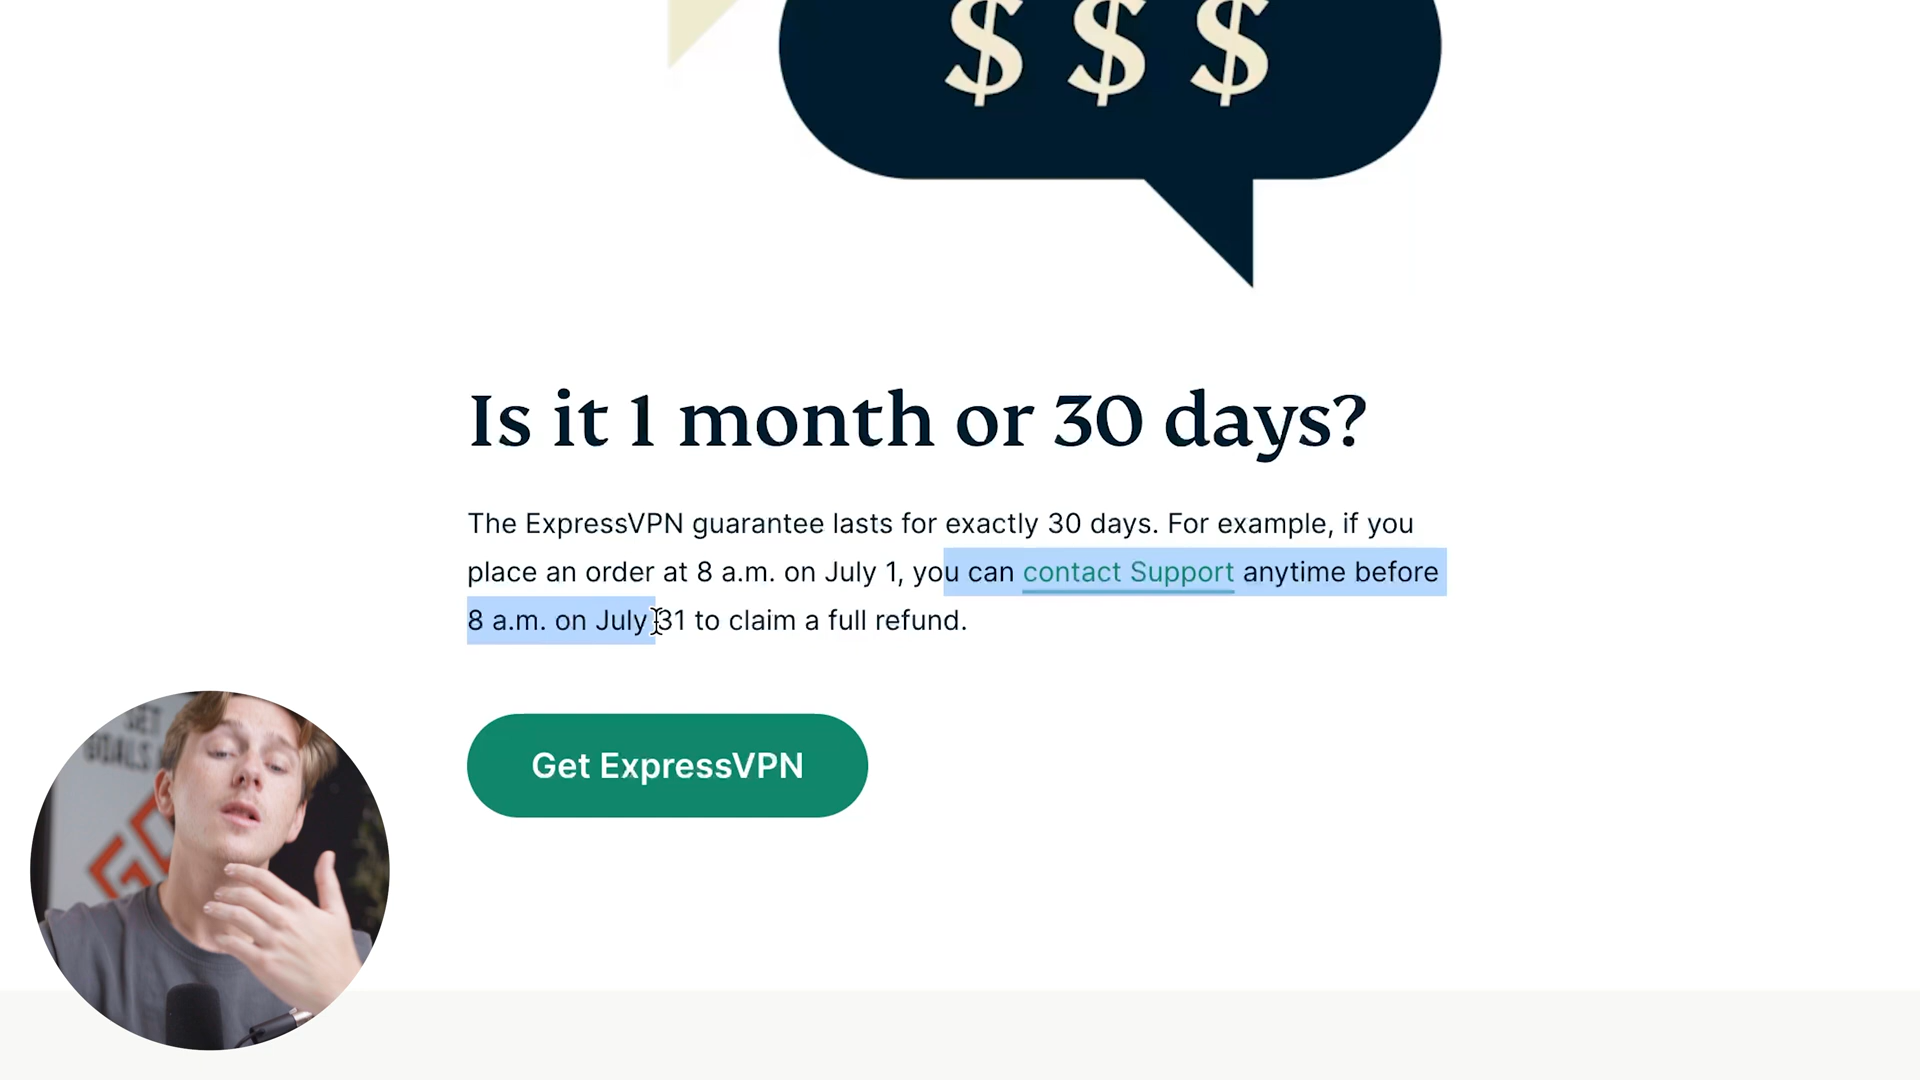 $ $ $
Is it 1 month or 30 days?
The ExpressVPN guarantee lasts for exactly 30 days. For example, if you
place an order at 8 a.m. on July 1, you can contact Support anytime before
8 a.m. on July 31 to claim a full refund.
Get ExpressVPN
GOALS